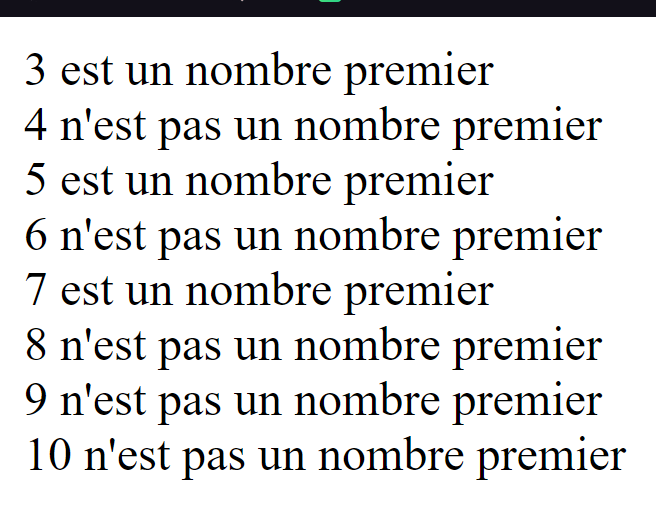 3 est un nombre premier
4 n'est pas un nombre premier
5 est un nombre premier
6 n'est pas un nombre premier
7 est un nombre premier
8 n'est pas un nombre premier
9 n'est pas un nombre premier
10 n'est pas un nombre premier